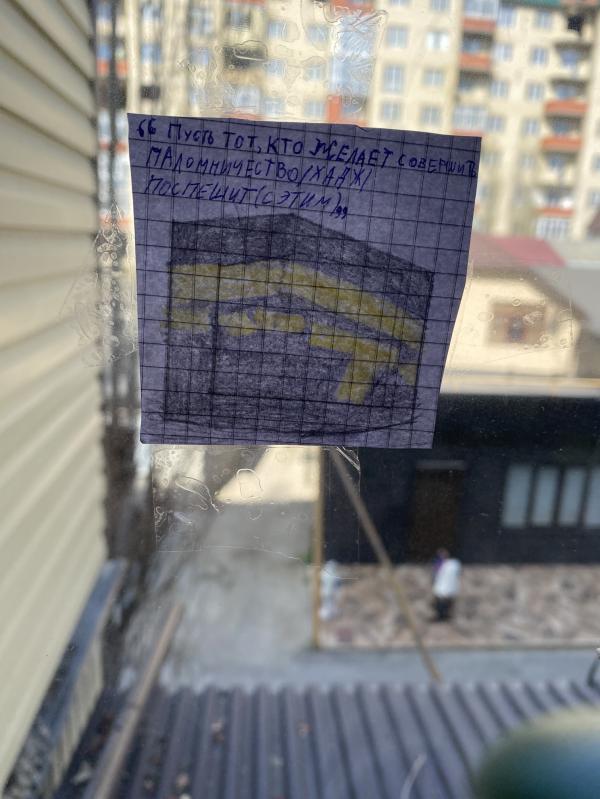 “ Пусть тот, кто желает совершить
паломничество/хадж/
поспешит(с этим)„